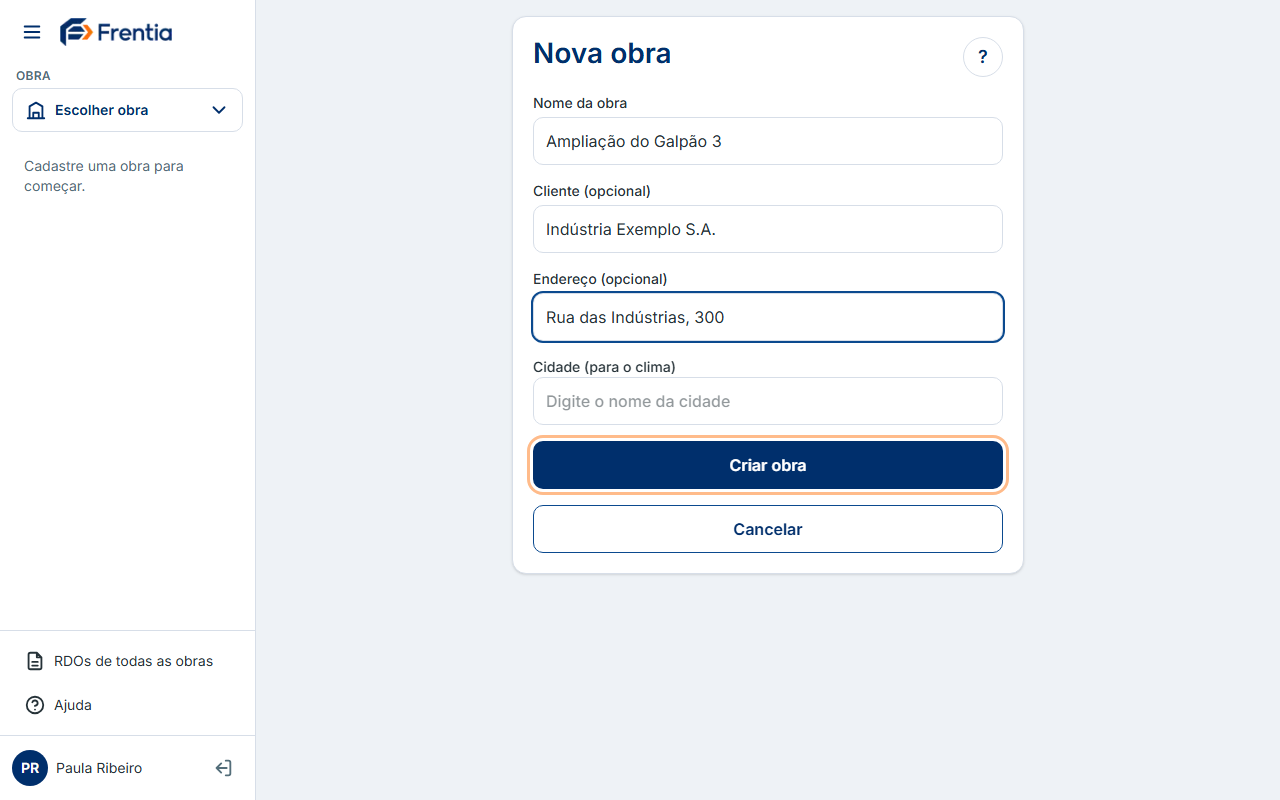 Frentia
OBRA
Escolher obra
Cadastre uma obra para
começar.
RDOs de todas as obras
Ajuda
PR
Paula Ribeiro
Nova obra
?
Nome da obra
Ampliação do Galpão 3
Cliente (opcional)
Indústria Exemplo S.A.
Endereço (opcional)
Rua das Indústrias, 300
Cidade (para o clima)
Digite o nome da cidade
Criar obra
Cancelar